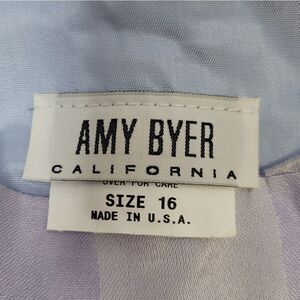 AMY BYER
CALIFORNIA
OVER FOR CARE
SIZE 16
MADE IN U.S.A.